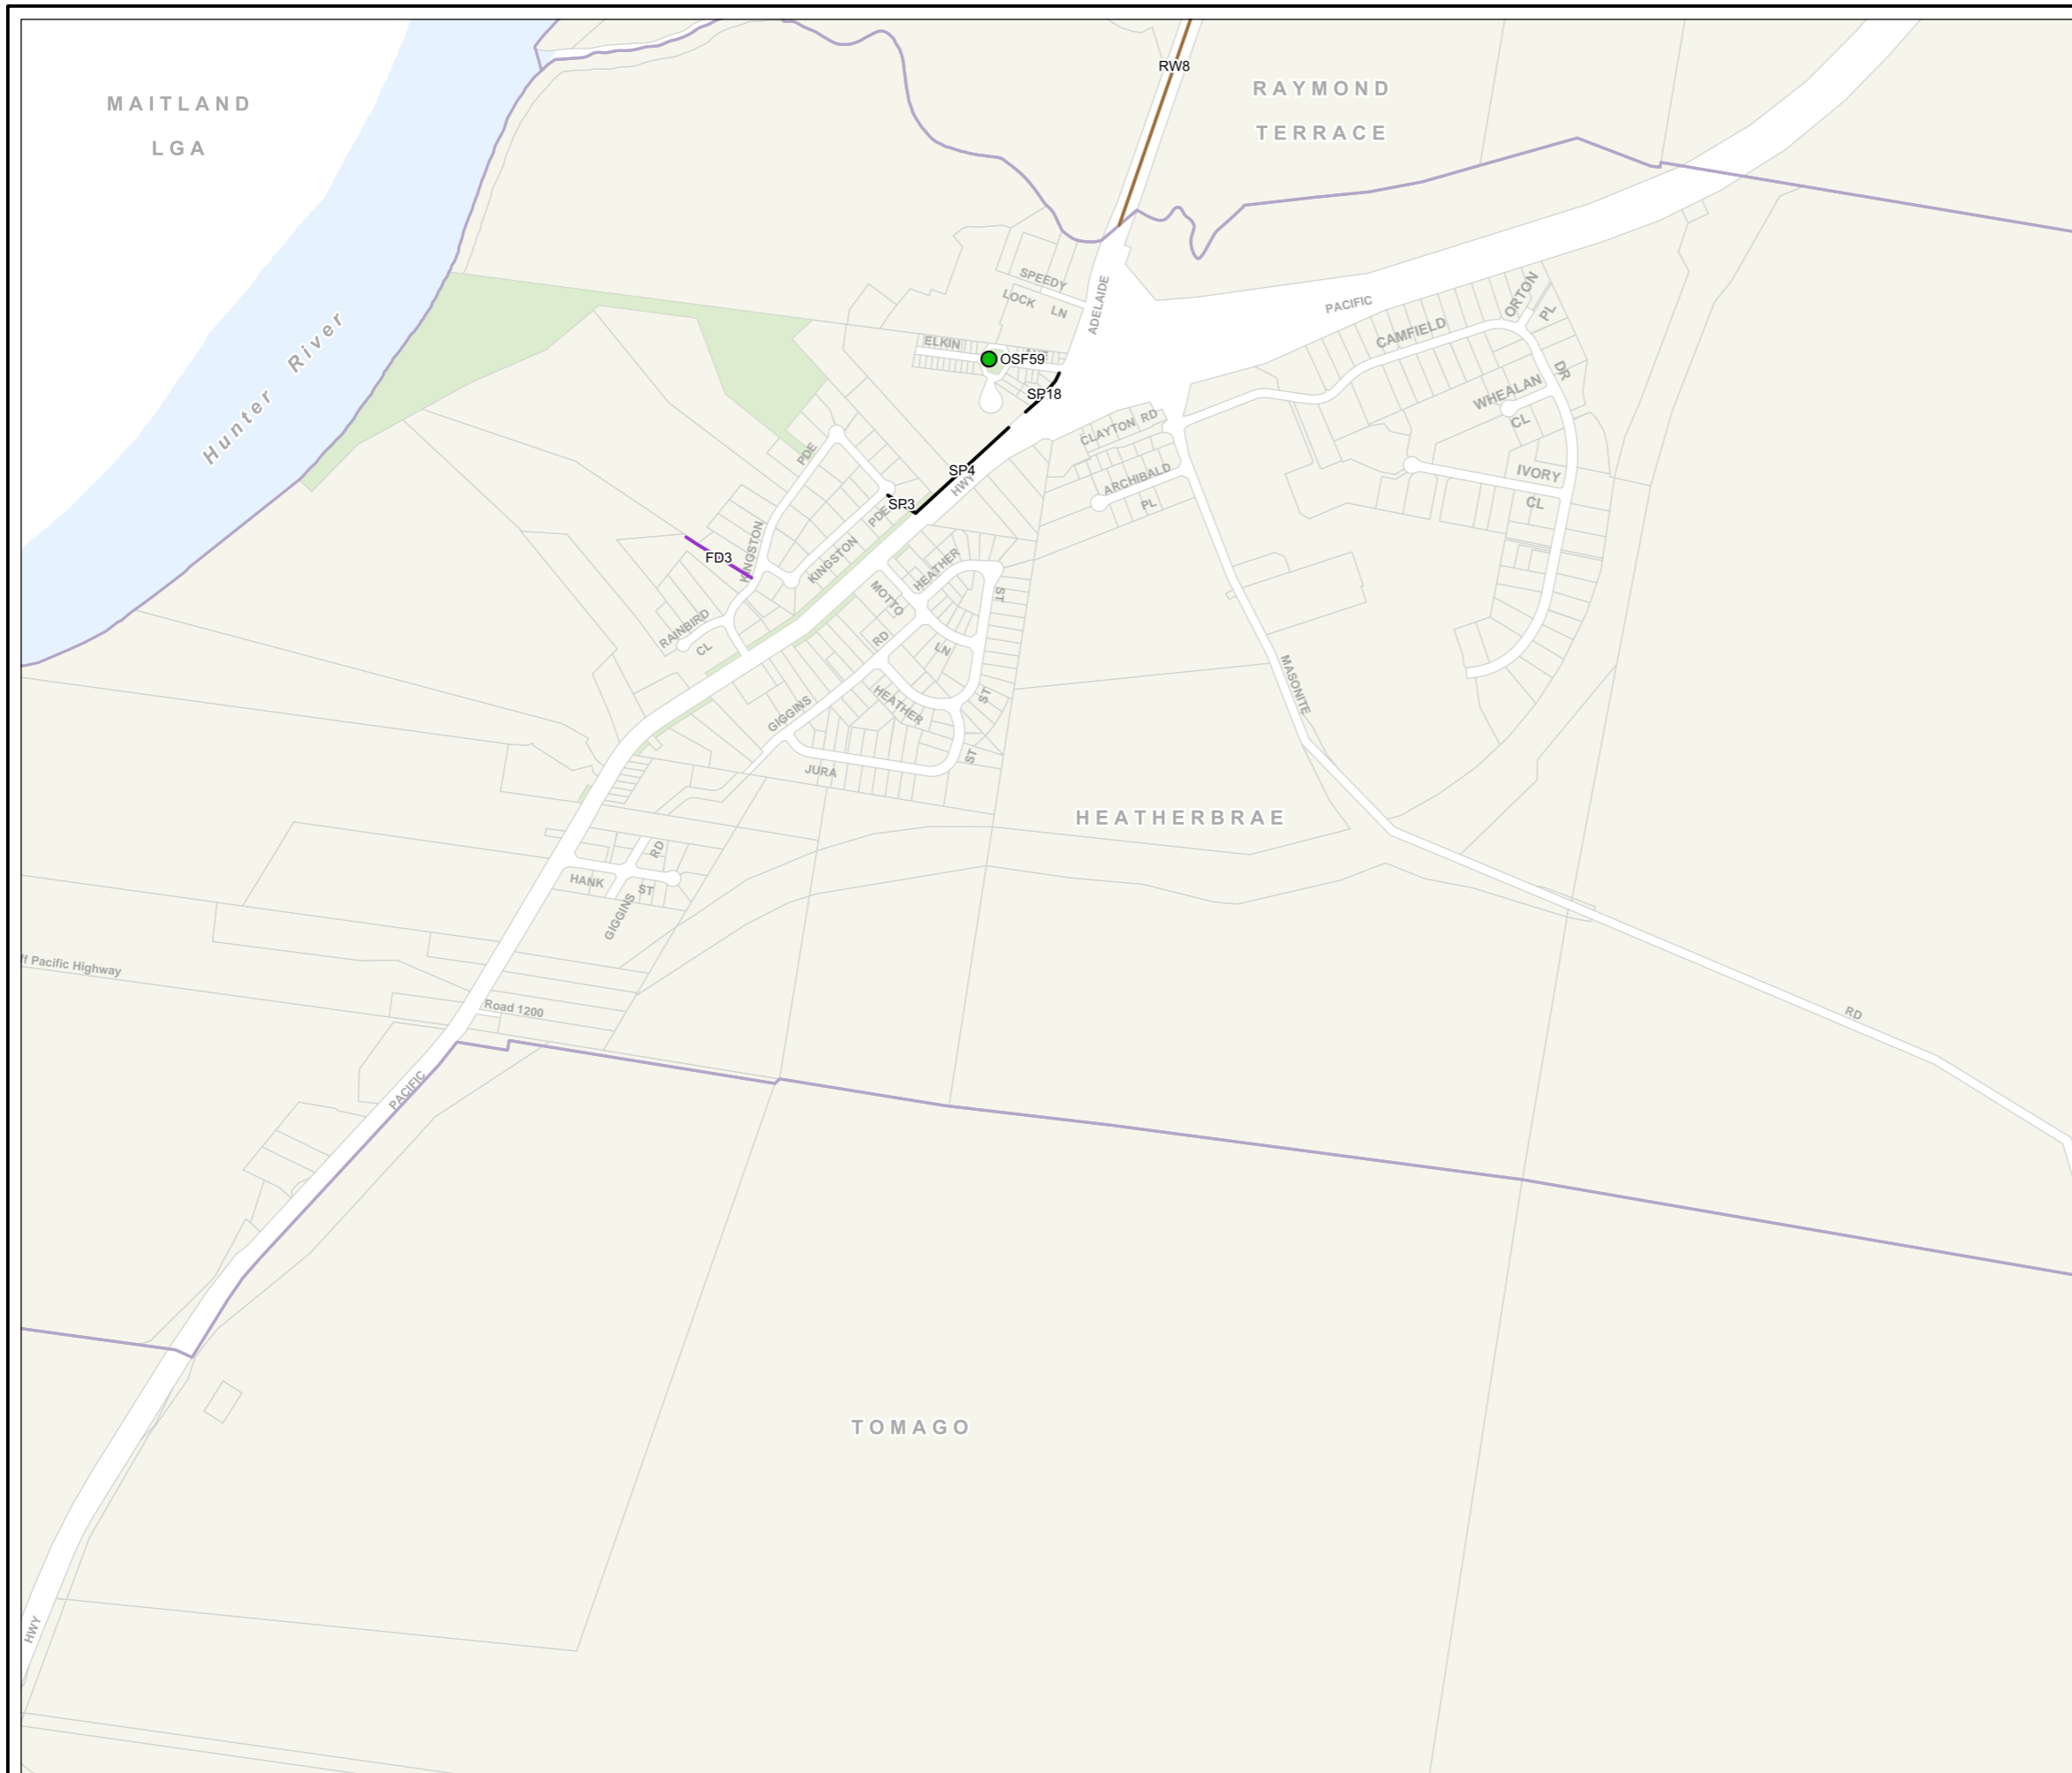 RW8
RAYMOND
TERRACE
MAITLAND
LGA
SPEEDY
LOCK LN
ADELAIDE
PACIFIC
ORTON
PL
CAMFIELD
ELKIN
OSF59
DR
WHEALAN
CL
SP18
CLAYTON RD
Hunter River
PDE
SP4
HWY
ARCHIBALD
PL
IVORY
CL
SP3
PDE
KINGSTON
FD3
KINGSTON
HEATHER
ST
MOTTO
RAINBIRD
CL
RD
LN
MASONITE
HEATHER
ST
GIGGINS
ST
JURA
HEATHERBRAE
RD
HANK
ST
GIGGINS
ff Pacific Highway
Road 1200
RD
PACIFIC
TOMAGO
HWY